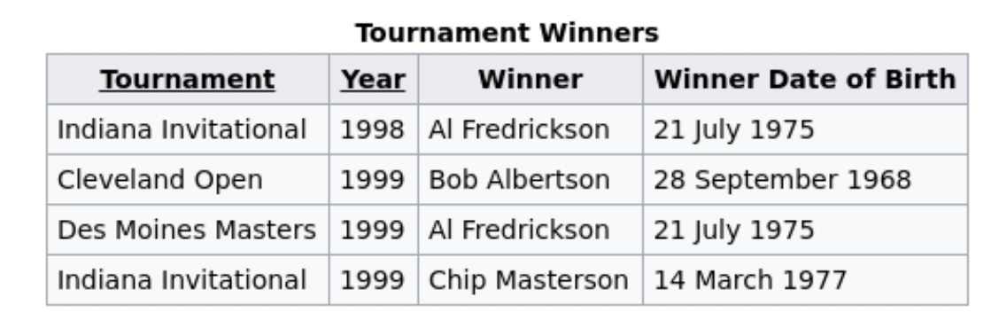 Tournament Winners
Tournament Year Winner Winner Date of Birth
Indiana Invitational 1998 Al Fredrickson 21 July 1975
Cleveland Open 1999 Bob Albertson 28 September 1968
Des Moines Masters 1999 Al Fredrickson 21 July 1975
Indiana Invitational 1999 Chip Masterson 14 March 1977